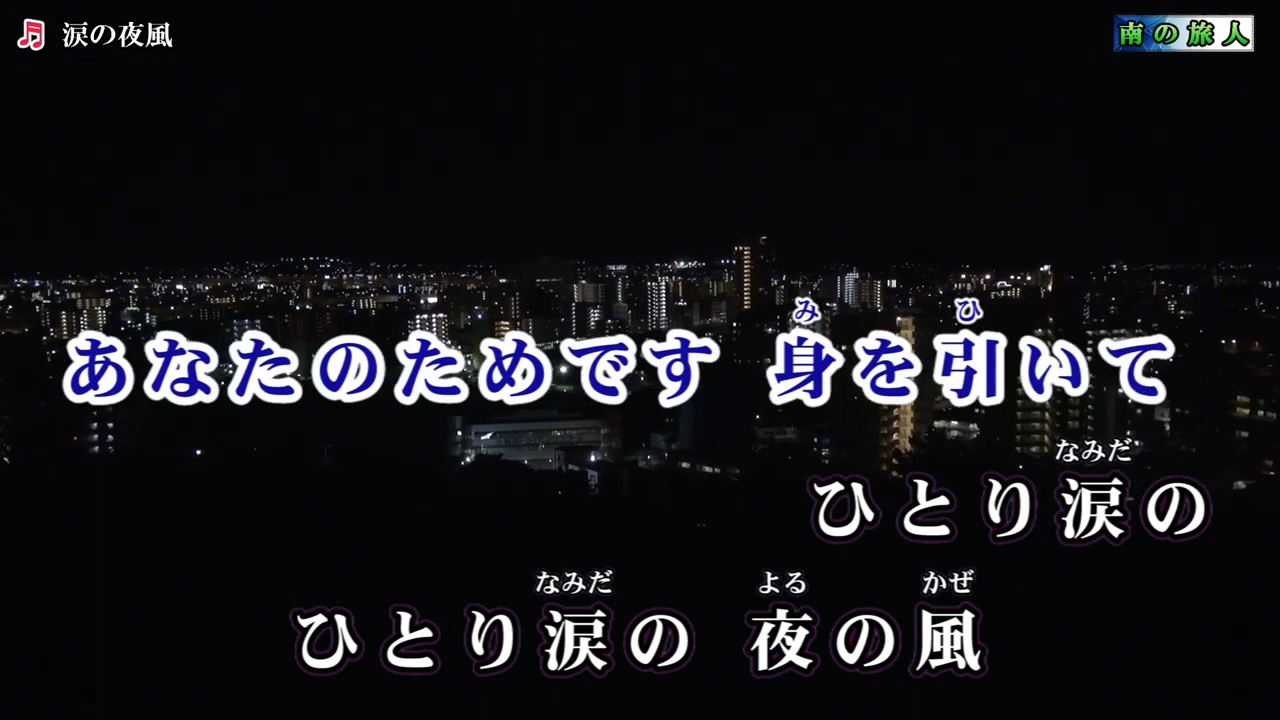 涙の夜風
南の旅人
み ひ
あなたのためです 身を引いて
なみだ
ひとり涙の
なみだ よる かぜ
ひとり涙の 夜の風